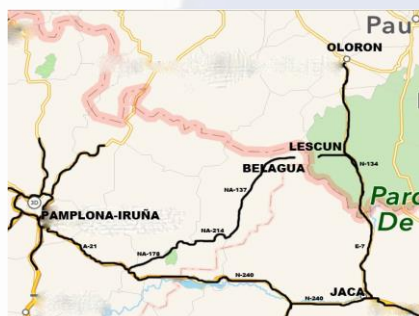 Pau
OLORON
LESCUN
BELAGUA
N-134
NA-137
Parc
De
30
PAMPLONA-IRUÑA
NA-214
A-21
NA-178
E-7
N-240
JACA
N-240